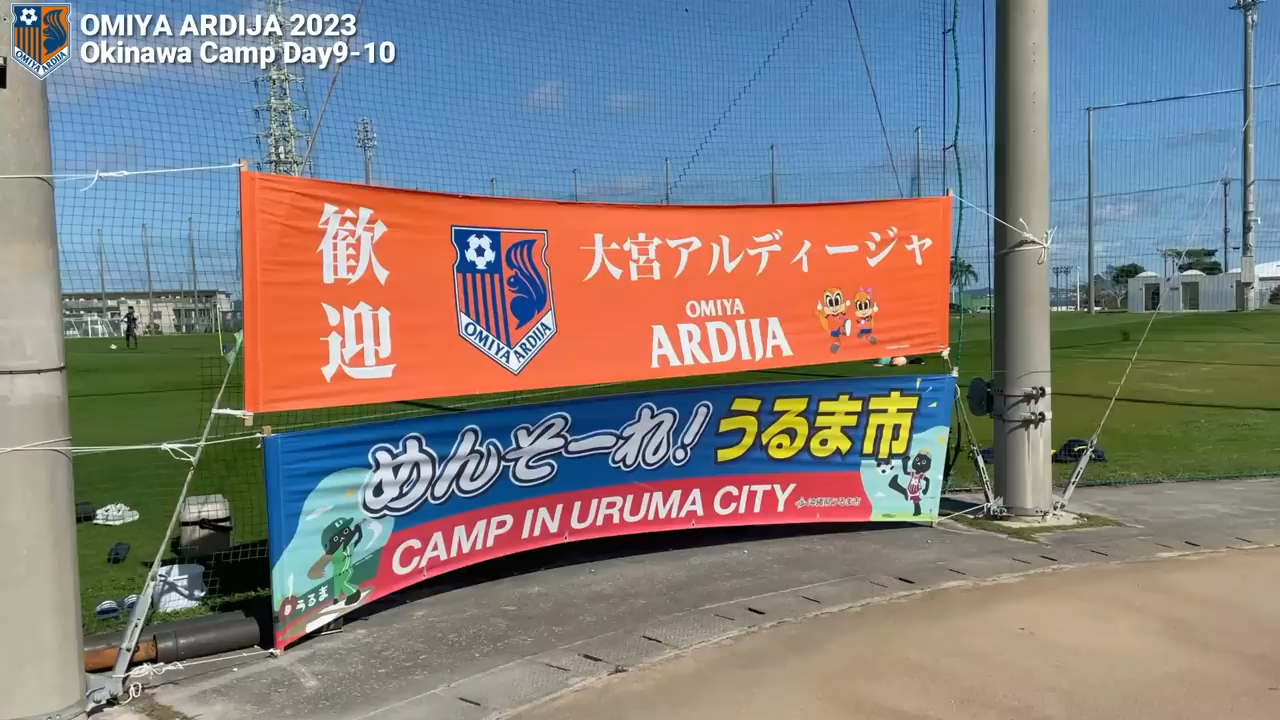 OMIYA ARDIJA 2023
Okinawa Camp Day9-10
OMIYA ARDIJA
歓迎
OMIYA ARDIJA
大宮アルディージャ
OMIYA
ARDIJA
めんそーれ!うるま市
CAMP IN URUMA CITY
うるま